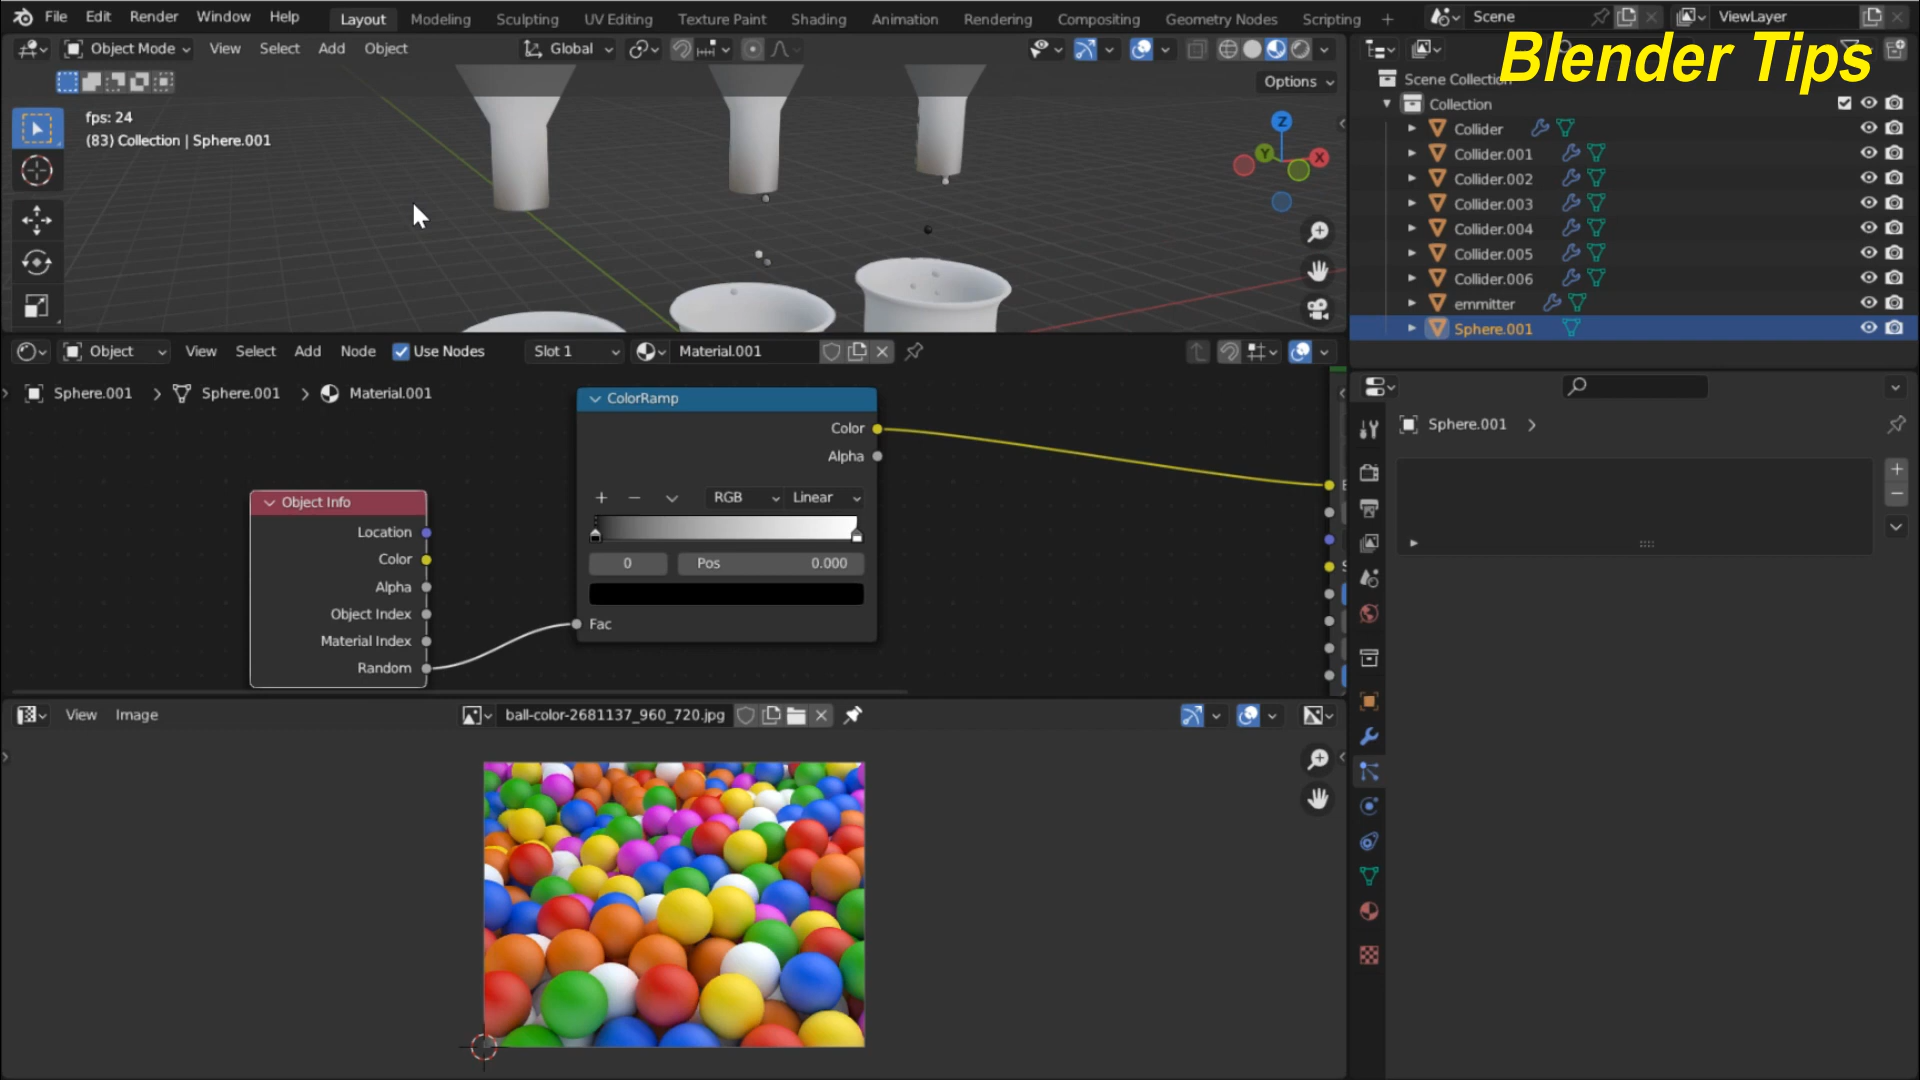 File Edit Render Window Help Layout Modeling Sculpting UV Editing Texture Paint Shading Animation Rendering Compositing Geometry Nodes Scripting + Scene ViewLayer
Object Mode View Select Add Object Global
Blender Tips
Options
Scene Collection
Collection
fps: 24
(83) Collection | Sphere.001
Z
Y
X
Collider
Collider.001
Collider.002
Collider.003
Collider.004
Collider.005
Collider.006
emmitter
Sphere.001
Object View Select Add Node Use Nodes Slot 1 Material.001
Sphere.001 > Sphere.001 > Material.001
ColorRamp
Color
Alpha
+ − RGB Linear
0 Pos 0.000
Fac
Object Info
Location
Color
Alpha
Object Index
Material Index
Random
Sphere.001 >
View Image ball-color-2681137_960_720.jpg